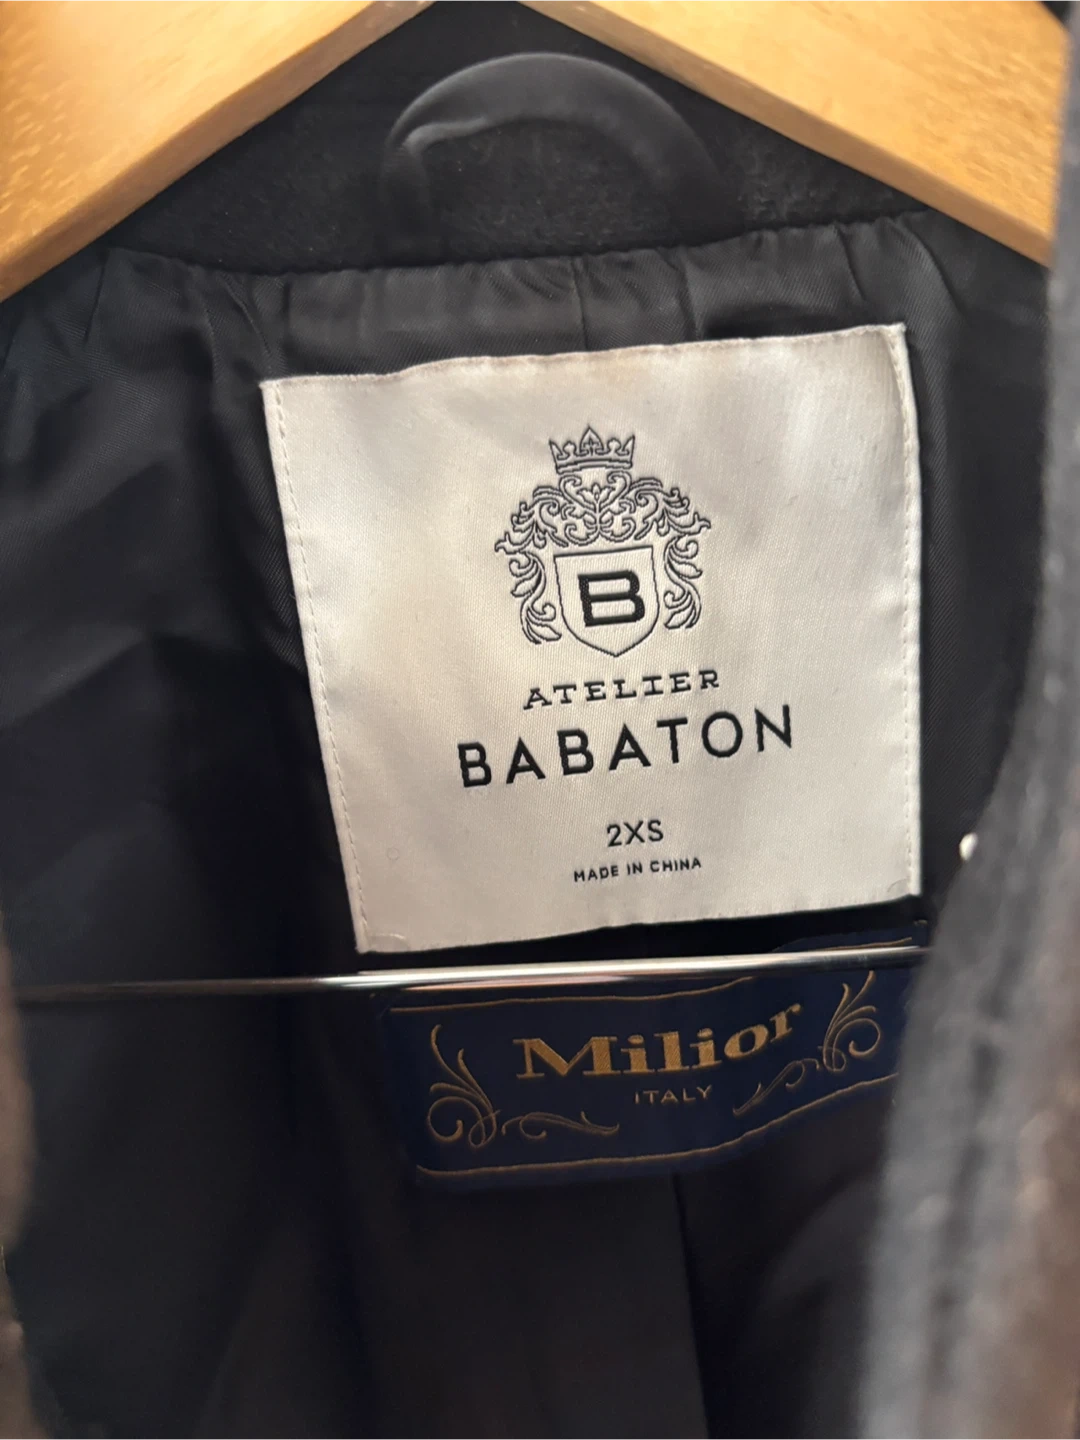 B
ATELIER
BABATON
2XS
MADE IN CHINA
Milior
ITALY